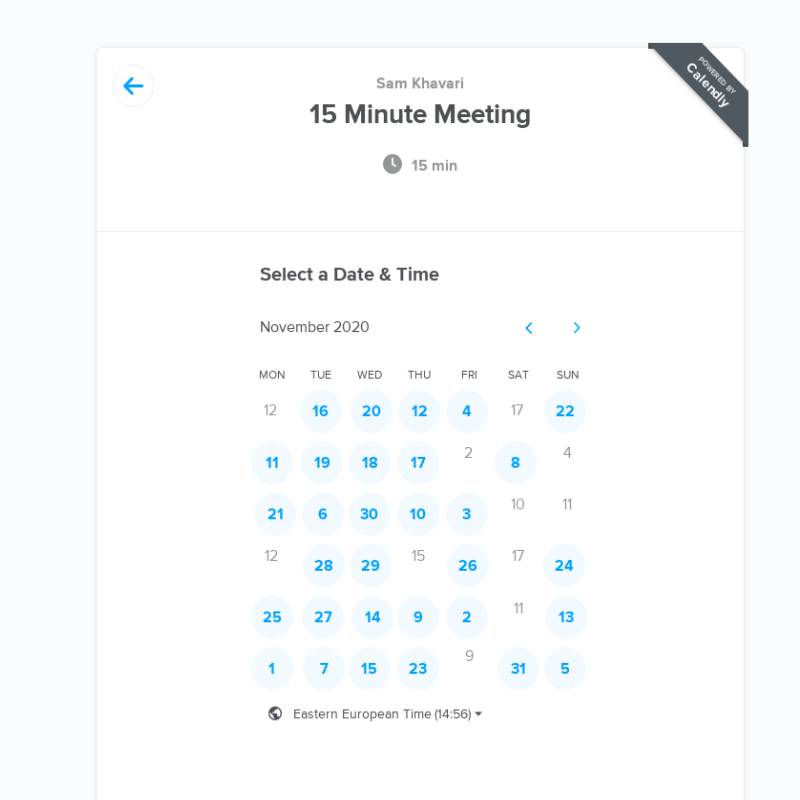 POWERED BY
Calendly
Sam Khavari
15 Minute Meeting
15 min
Select a Date & Time
November 2020
MON TUE WED THU FRI SAT SUN
12 16 20 12 4 17 22
11 19 18 17 2 8 4
21 6 30 10 3 10 11
12 28 29 15 26 17 24
25 27 14 9 2 11 13
1 7 15 23 9 31 5
Eastern European Time (14:56)